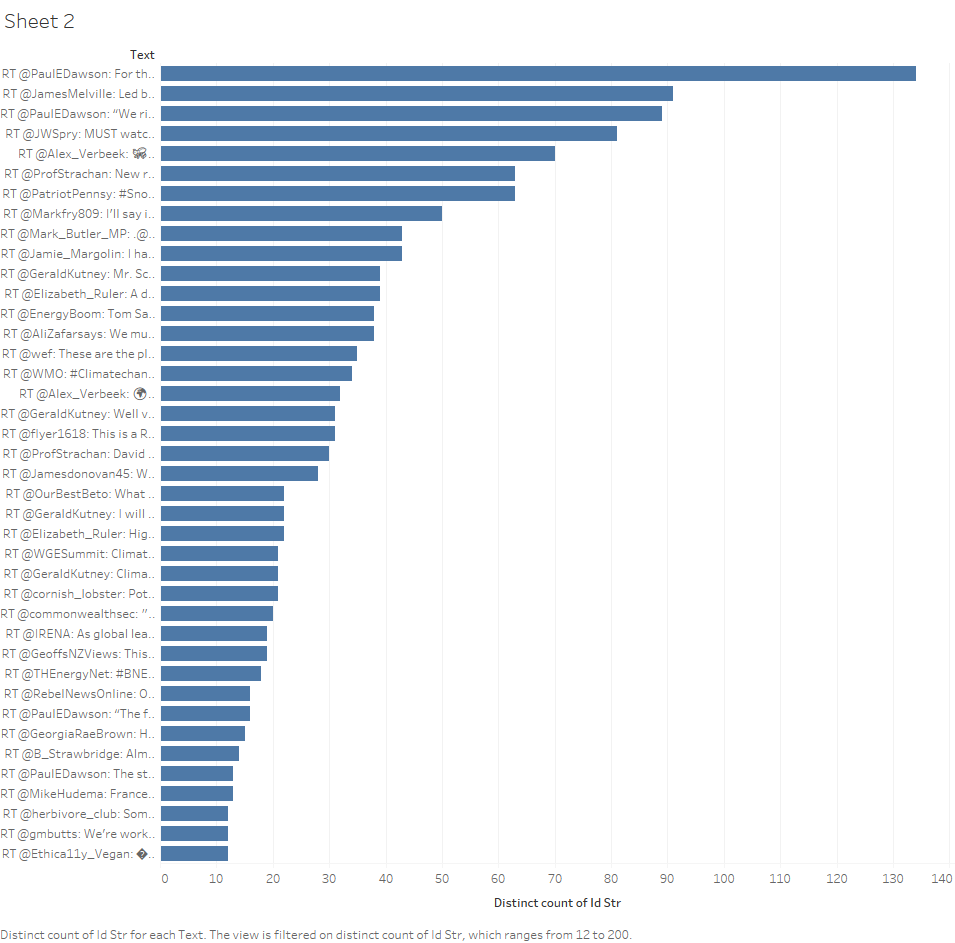 Sheet 2
Text
RT @PaulEDawson: For th..
RT @JamesMelville: Led b..
RT @PaulEDawson: “We ri..
RT @JWSpry: MUST watc..
RT @Alex_Verbeek: 🐝..
RT @ProfStrachan: New r..
RT @PatriotPennsy: #Sno..
RT @Markfry809: I’ll say i..
RT @Mark_Butler_MP: .@..
RT @Jamie_Margolin: I ha..
RT @GeraldKutney: Mr. Sc..
RT @Elizabeth_Ruler: A d..
RT @EnergyBoom: Tom Sa..
RT @AliZafarsays: We mu..
RT @wef: These are the pl..
RT @WMO: #Climatechan..
RT @Alex_Verbeek: 🌍..
RT @GeraldKutney: Well v..
RT @flyer1618: This is a R..
RT @ProfStrachan: David ..
RT @Jamesdonovan45: W..
RT @OurBestBeto: What ..
RT @GeraldKutney: I will ..
RT @Elizabeth_Ruler: Hig..
RT @WGESummit: Climat..
RT @GeraldKutney: Clima..
RT @cornish_lobster: Pot..
RT @commonwealthsec: “..
RT @IRENA: As global lea..
RT @GeoffsNZViews: This..
RT @THEnergyNet: #BNE..
RT @RebelNewsOnline: O..
RT @PaulEDawson: “The f..
RT @GeorgiaRaeBrown: H..
RT @B_Strawbridge: Alm..
RT @PaulEDawson: The st..
RT @MikeHudema: France..
RT @herbivore_club: Som..
RT @gmbutts: We’re work..
RT @Ethica11y_Vegan: �..
0 10 20 30 40 50 60 70 80 90 100 110 120 130 140
Distinct count of Id Str
Distinct count of Id Str for each Text. The view is filtered on distinct count of Id Str, which ranges from 12 to 200.